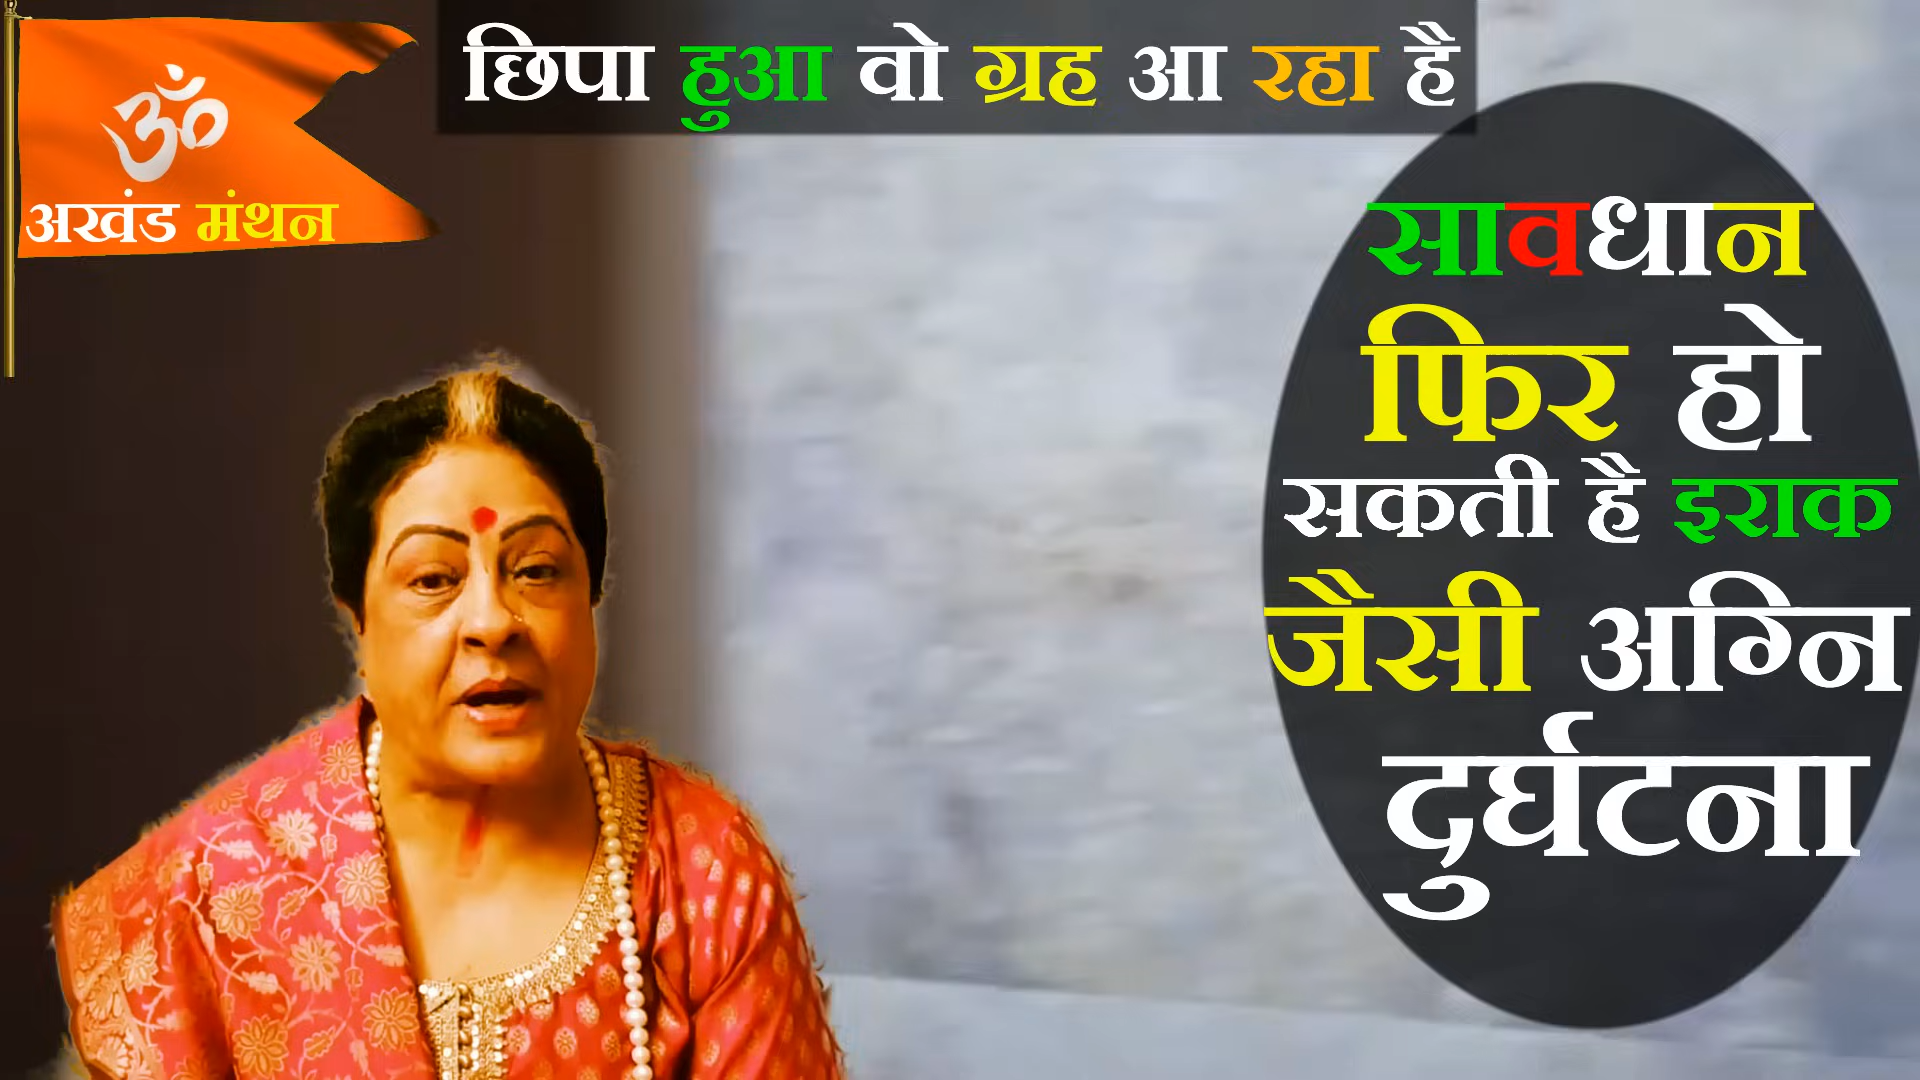 छिपा हुआ वो ग्रह आ रहा है
ॐ
अखंड मंथन
सावधान
फिर हो
सकती है इराक
जैसी अग्नि
दुर्घटना